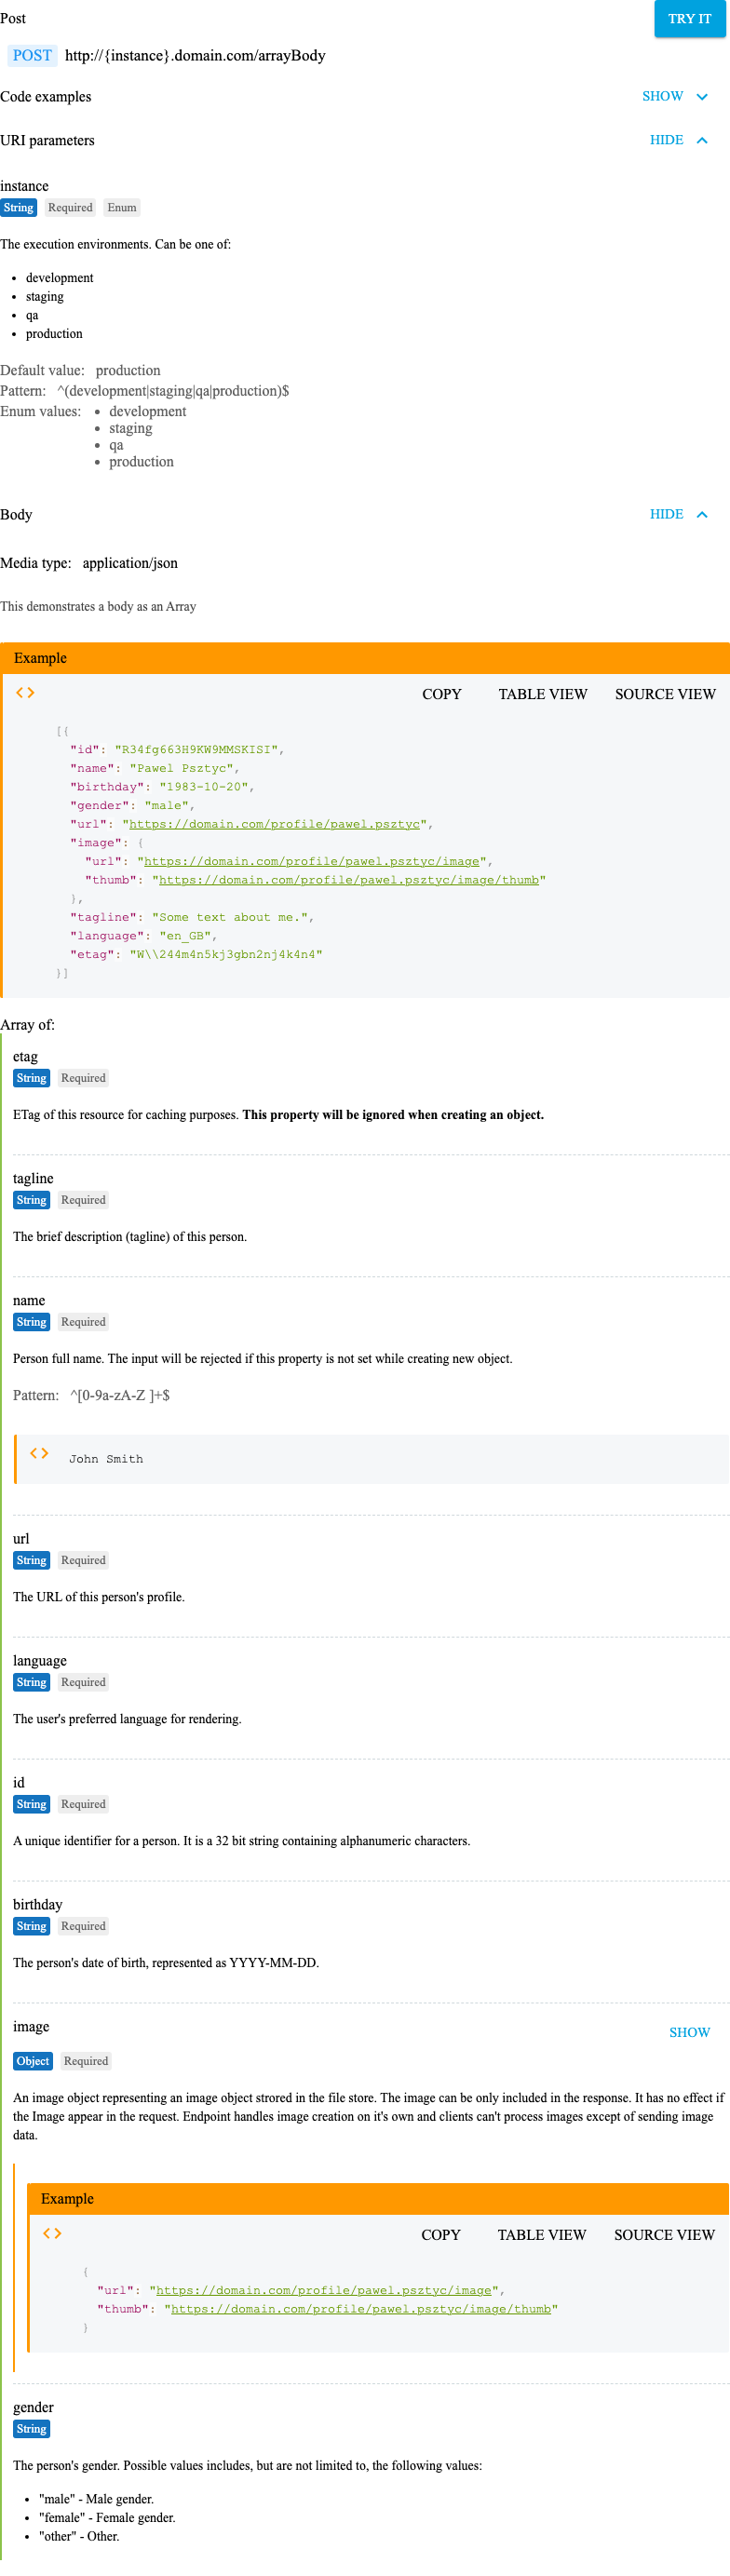 Post
TRY IT
POST http://{instance}.domain.com/arrayBody
Code examples
SHOW
URI parameters
HIDE
instance
String Required Enum
The execution environments. Can be one of:
• development
• staging
• qa
• production
Default value: production
Pattern: ^(development|staging|qa|production)$
Enum values: • development
• staging
• qa
• production
Body
HIDE
Media type: application/json
This demonstrates a body as an Array
Example
COPY TABLE VIEW SOURCE VIEW
[{
"id": "R34fg663H9KW9MMSKISI",
"name": "Pawel Psztyc",
"birthday": "1983-10-20",
"gender": "male",
"url": "https://domain.com/profile/pawel.psztyc",
"image": {
"url": "https://domain.com/profile/pawel.psztyc/image",
"thumb": "https://domain.com/profile/pawel.psztyc/image/thumb"
},
"tagline": "Some text about me.",
"language": "en_GB",
"etag": "W\\244m4n5kj3gbn2nj4k4n4"
}]
Array of:
etag
String Required
ETag of this resource for caching purposes. This property will be ignored when creating an object.
tagline
String Required
The brief description (tagline) of this person.
name
String Required
Person full name. The input will be rejected if this property is not set while creating new object.
Pattern: ^[0-9a-zA-Z ]+$
John Smith
url
String Required
The URL of this person's profile.
language
String Required
The user's preferred language for rendering.
id
String Required
A unique identifier for a person. It is a 32 bit string containing alphanumeric characters.
birthday
String Required
The person's date of birth, represented as YYYY-MM-DD.
image
SHOW
Object Required
An image object representing an image object strored in the file store. The image can be only included in the response. It has no effect if
the Image appear in the request. Endpoint handles image creation on it's own and clients can't process images except of sending image
data.
Example
COPY TABLE VIEW SOURCE VIEW
{
"url": "https://domain.com/profile/pawel.psztyc/image",
"thumb": "https://domain.com/profile/pawel.psztyc/image/thumb"
}
gender
String
The person's gender. Possible values includes, but are not limited to, the following values:
• "male" - Male gender.
• "female" - Female gender.
• "other" - Other.